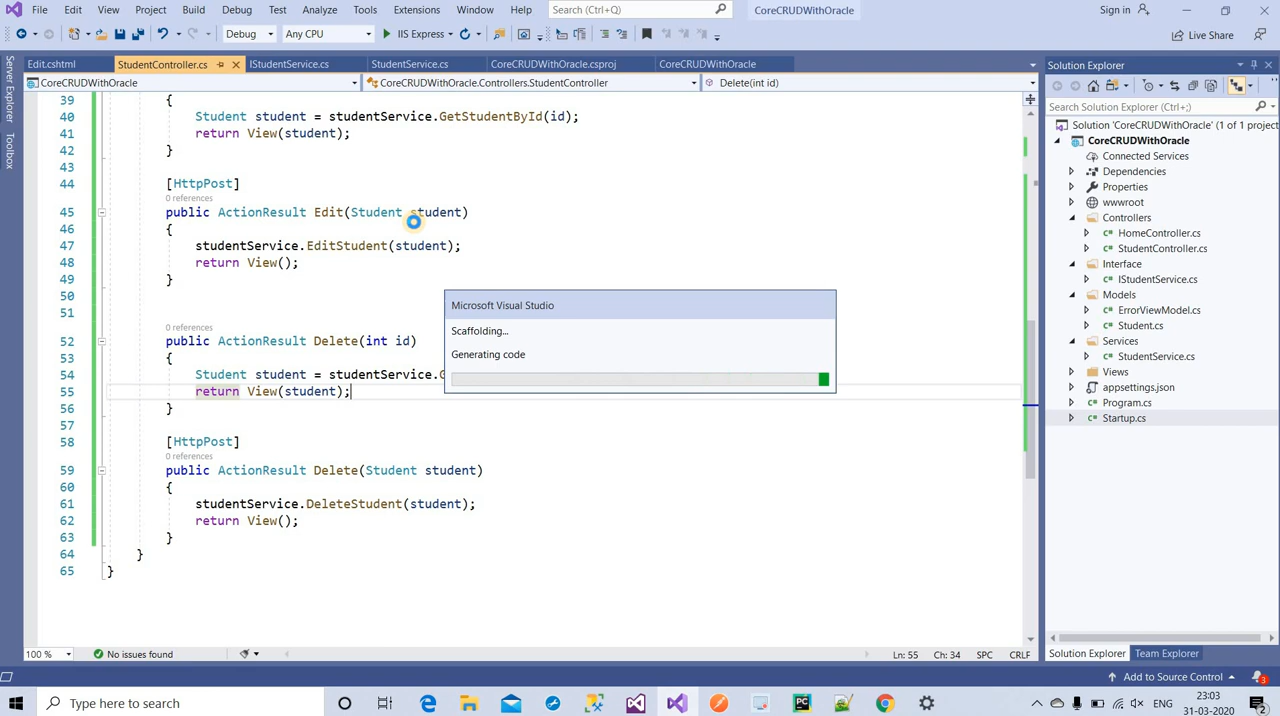 File Edit View Project Build Debug Test Analyze Tools Extensions Window Help Search (Ctrl+Q) CoreCRUDWithOracle Sign in
Debug Any CPU IIS Express Live Share
Server Explorer
Toolbox
Edit.cshtml StudentController.cs IStudentService.cs StudentService.cs CoreCRUDWithOracle.csproj CoreCRUDWithOracle
CoreCRUDWithOracle CoreCRUDWithOracle.Controllers.StudentController Delete(int id)
39 {
40 Student student = studentService.GetStudentById(id);
41 return View(student);
42 }
43
44 [HttpPost]
0 references
45 public ActionResult Edit(Student student)
46 {
47 studentService.EditStudent(student);
48 return View();
49 }
50
51
0 references
52 public ActionResult Delete(int id)
53 {
54 Student student = studentService.
55 return View(student);
56 }
57
58 [HttpPost]
0 references
59 public ActionResult Delete(Student student)
60 {
61 studentService.DeleteStudent(student);
62 return View();
63 }
64 }
65 }
Microsoft Visual Studio
Scaffolding...
Generating code
100 % No issues found Ln: 55 Ch: 34 SPC CRLF
Solution Explorer
Search Solution Explorer (Ctrl+;)
Solution 'CoreCRUDWithOracle' (1 of 1 project
CoreCRUDWithOracle
Connected Services
Dependencies
Properties
wwwroot
Controllers
C# HomeController.cs
C# StudentController.cs
Interface
C# IStudentService.cs
Models
C# ErrorViewModel.cs
C# Student.cs
Services
C# StudentService.cs
Views
appsettings.json
C# Program.cs
C# Startup.cs
Solution Explorer Team Explorer
Add to Source Control 3
Type here to search
ENG
23:03
31-03-2020
2